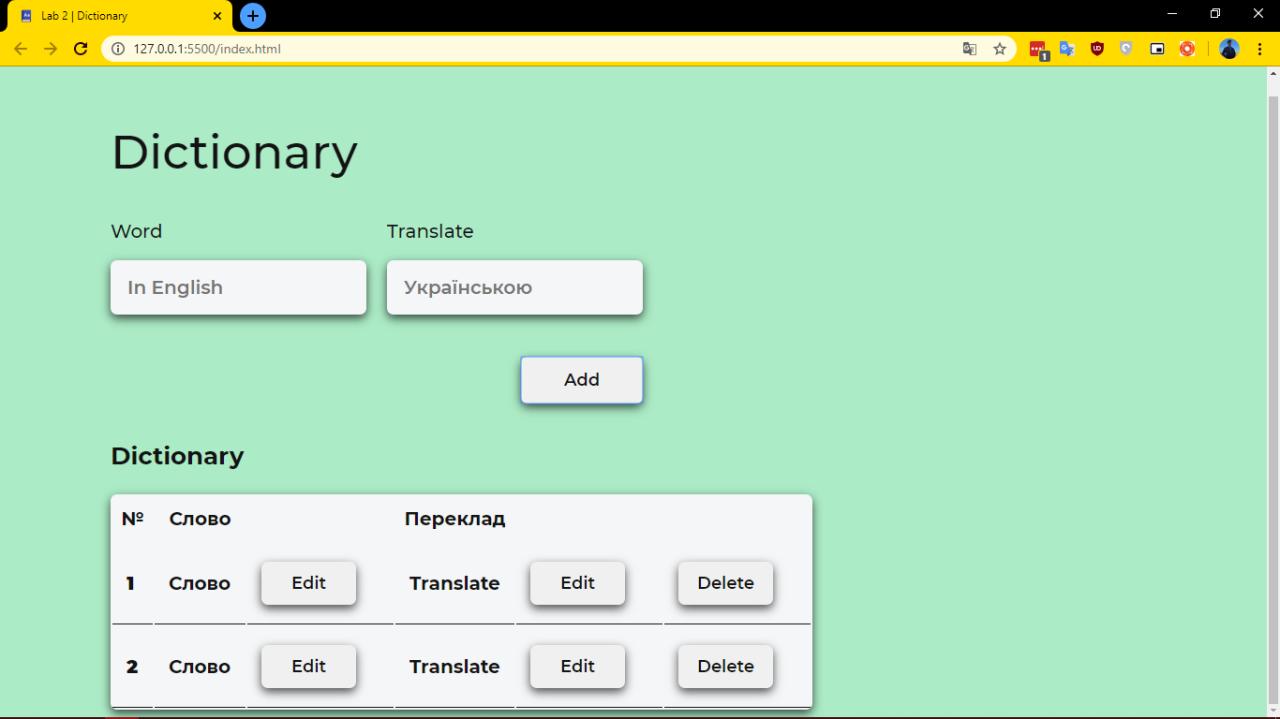 Lab 2 | Dictionary
127.0.0.1:5500/index.html
1
Dictionary
Word Translate
In English Українською
Add
Dictionary
№ Слово Переклад
1 Слово Edit Translate Edit Delete
2 Слово Edit Translate Edit Delete